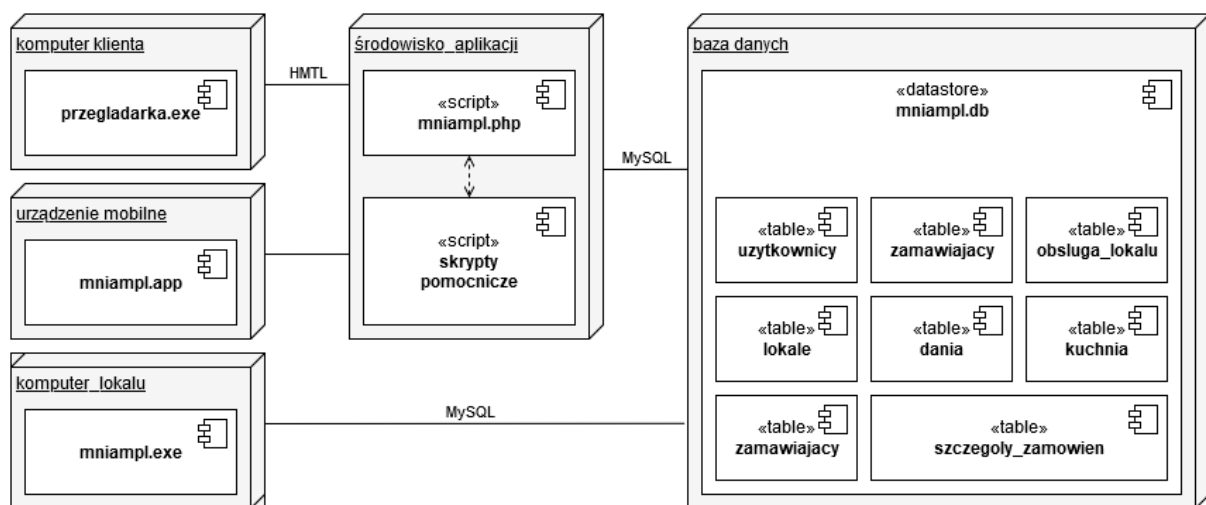 komputer klienta
przegladarka.exe
urządzenie mobilne
mniampl.app
komputer_lokalu
mniampl.exe
HMTL
środowisko_aplikacji
«script»
mniampl.php
«script»
skrypty
pomocnicze
MySQL
MySQL
baza danych
«datastore»
mniampl.db
«table»
uzytkownicy
«table»
zamawiajacy
«table»
obsluga_lokalu
«table»
lokale
«table»
dania
«table»
kuchnia
«table»
zamawiajacy
«table»
szczegoly_zamowien